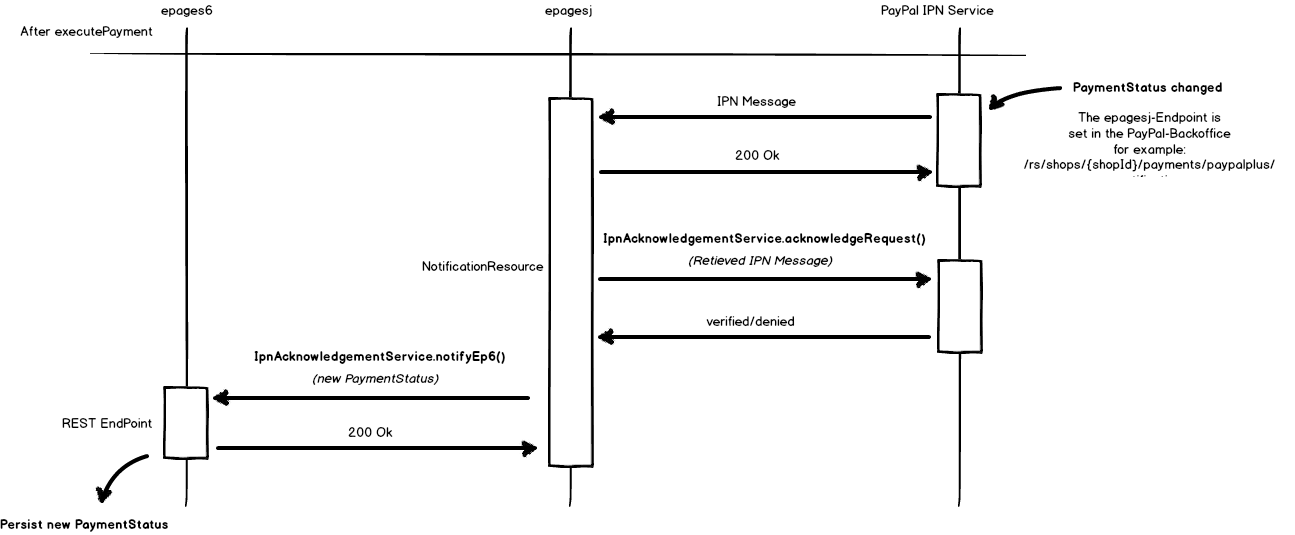 epages6
epagesj
PayPal IPN Service
After executePayment
PaymentStatus changed
IPN Message
The epagesj-Endpoint is
set in the PayPal-Backoffice
for example:
/rs/shops/{shopId}/payments/paypalplus/
200 Ok
IpnAcknowledgementService.acknowledgeRequest()
(Retieved IPN Message)
NotificationResource
verified/denied
IpnAcknowledgementService.notifyEp6()
(new PaymentStatus)
REST EndPoint
200 Ok
Persist new PaymentStatus